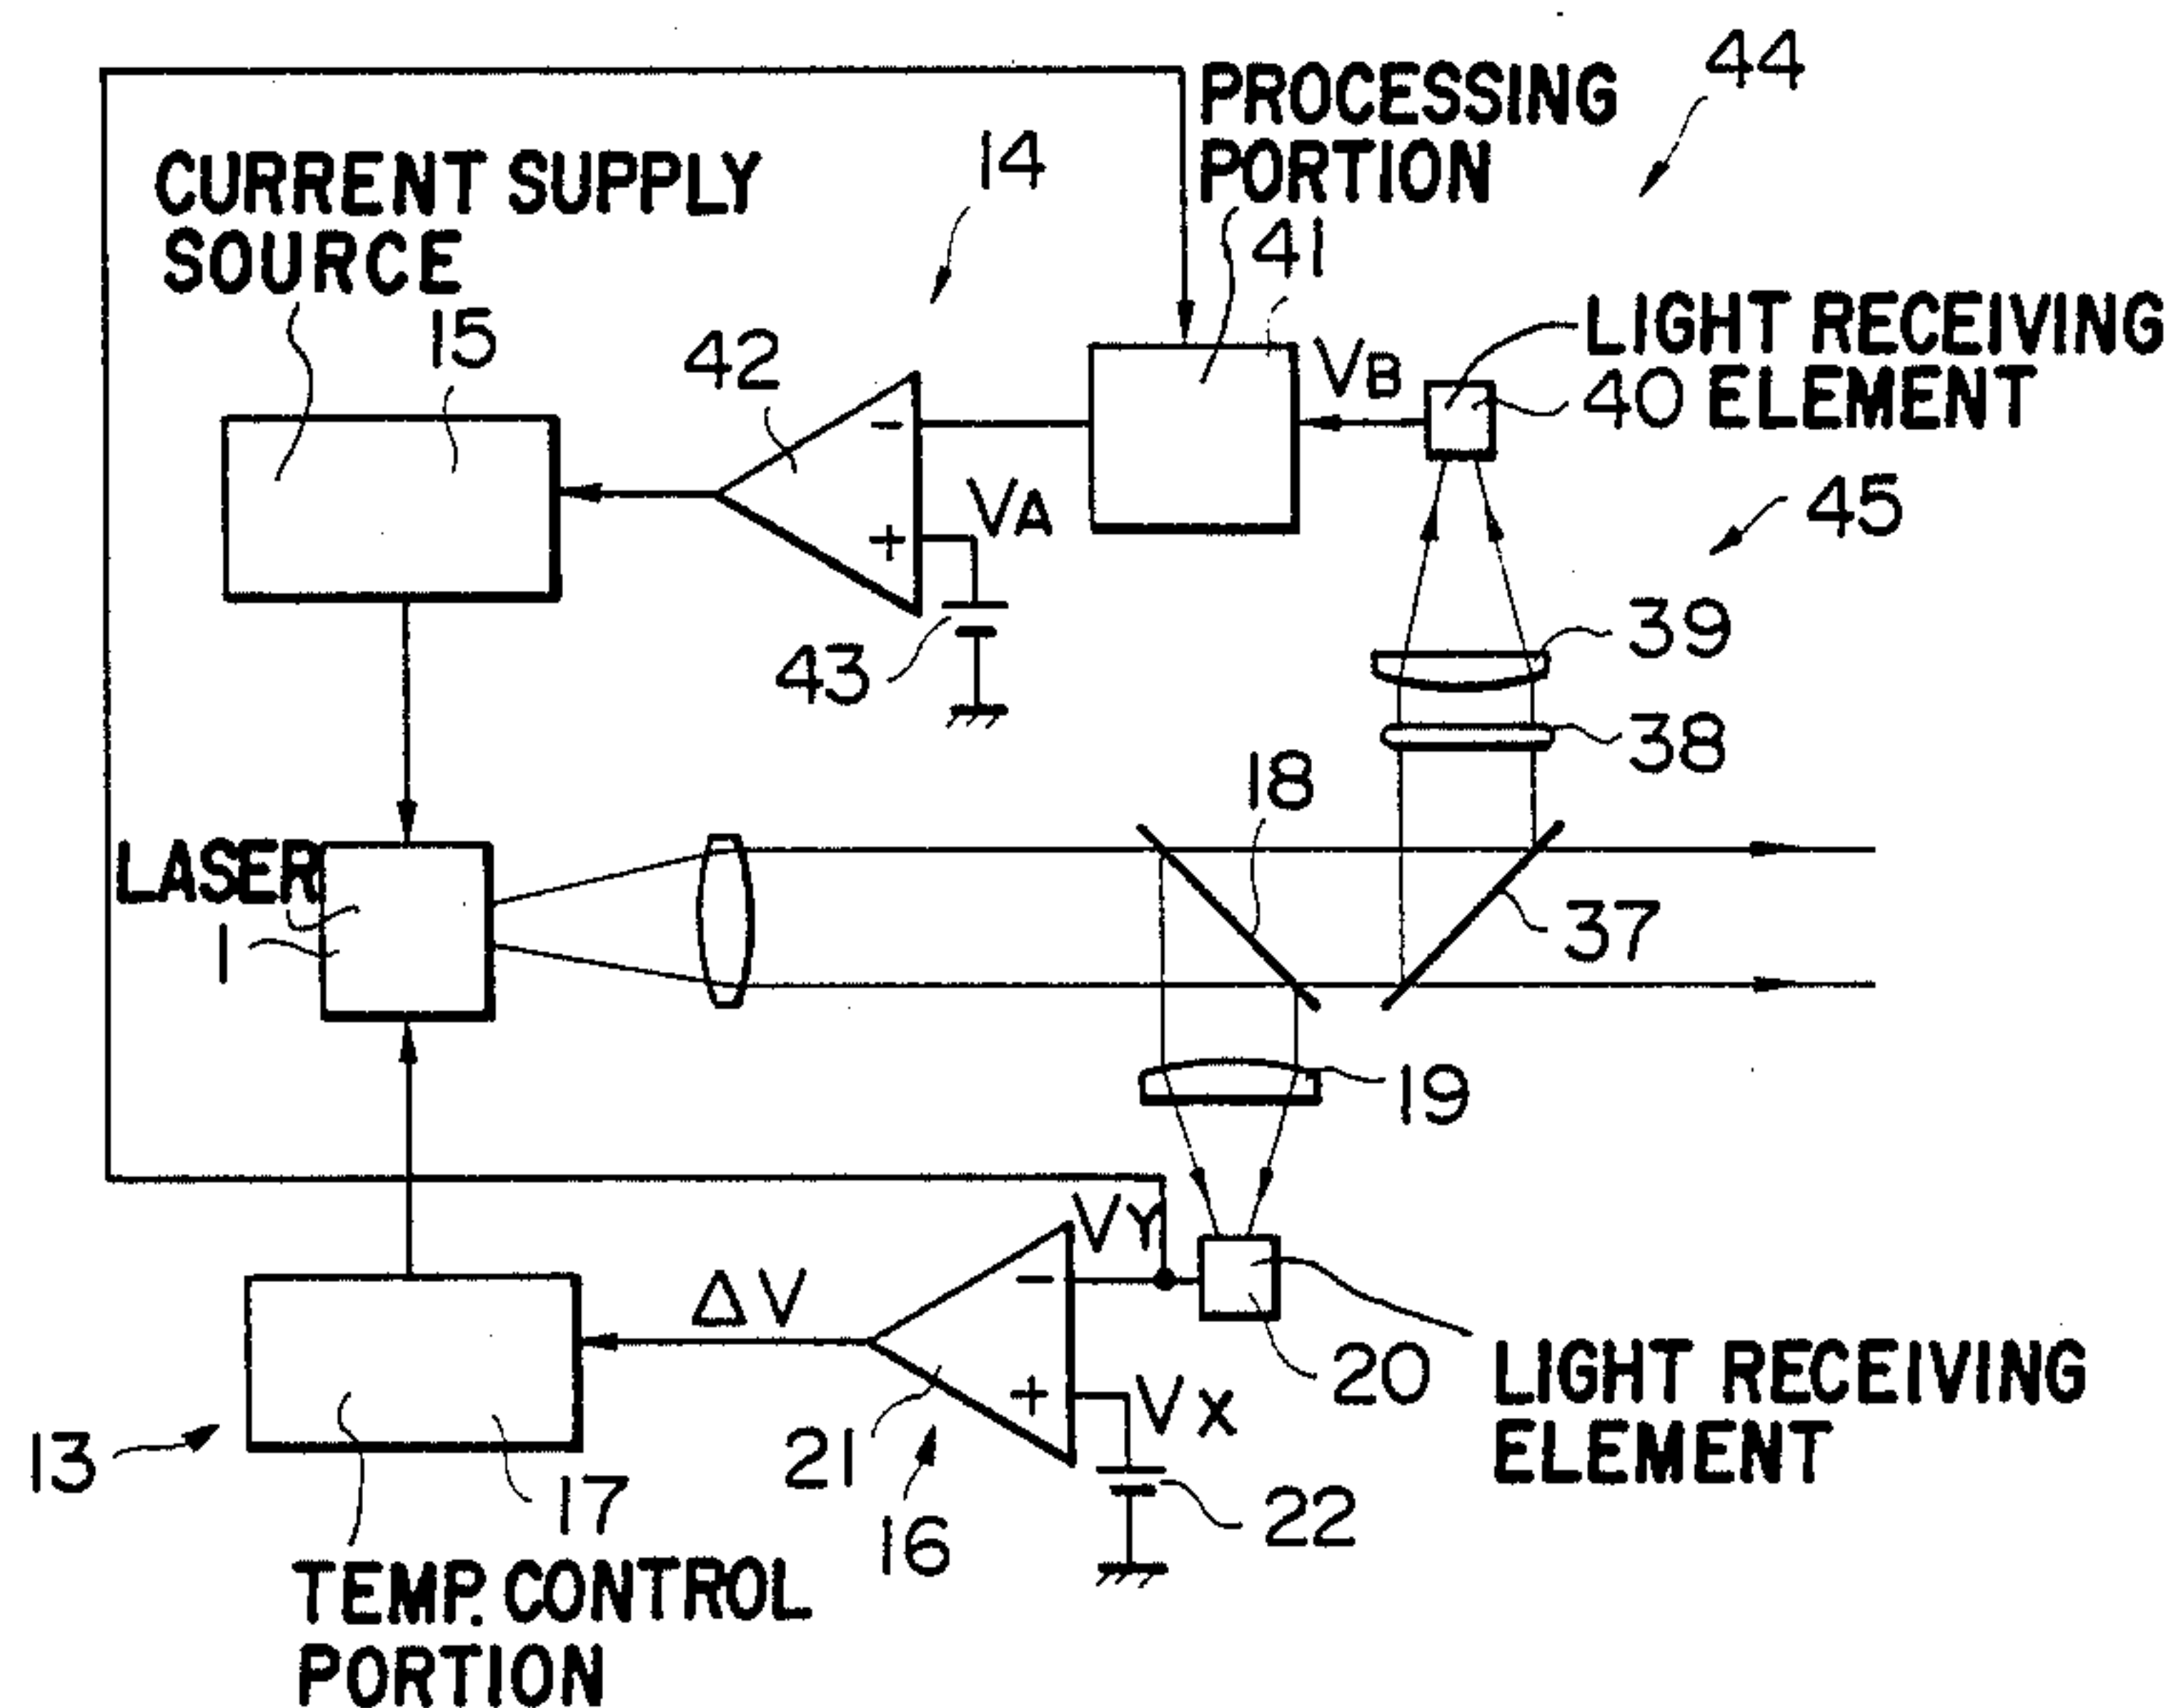 44
PROCESSING
PORTION
41
14
CURRENT SUPPLY
SOURCE
15
42
VB
LIGHT RECEIVING
40 ELEMENT
VA
45
43
39
38
18
LASER
1
37
19
VY
ΔV
20
LIGHT RECEIVING
ELEMENT
VX
13
21
17
16
22
TEMP. CONTROL
PORTION
-
+
-
+